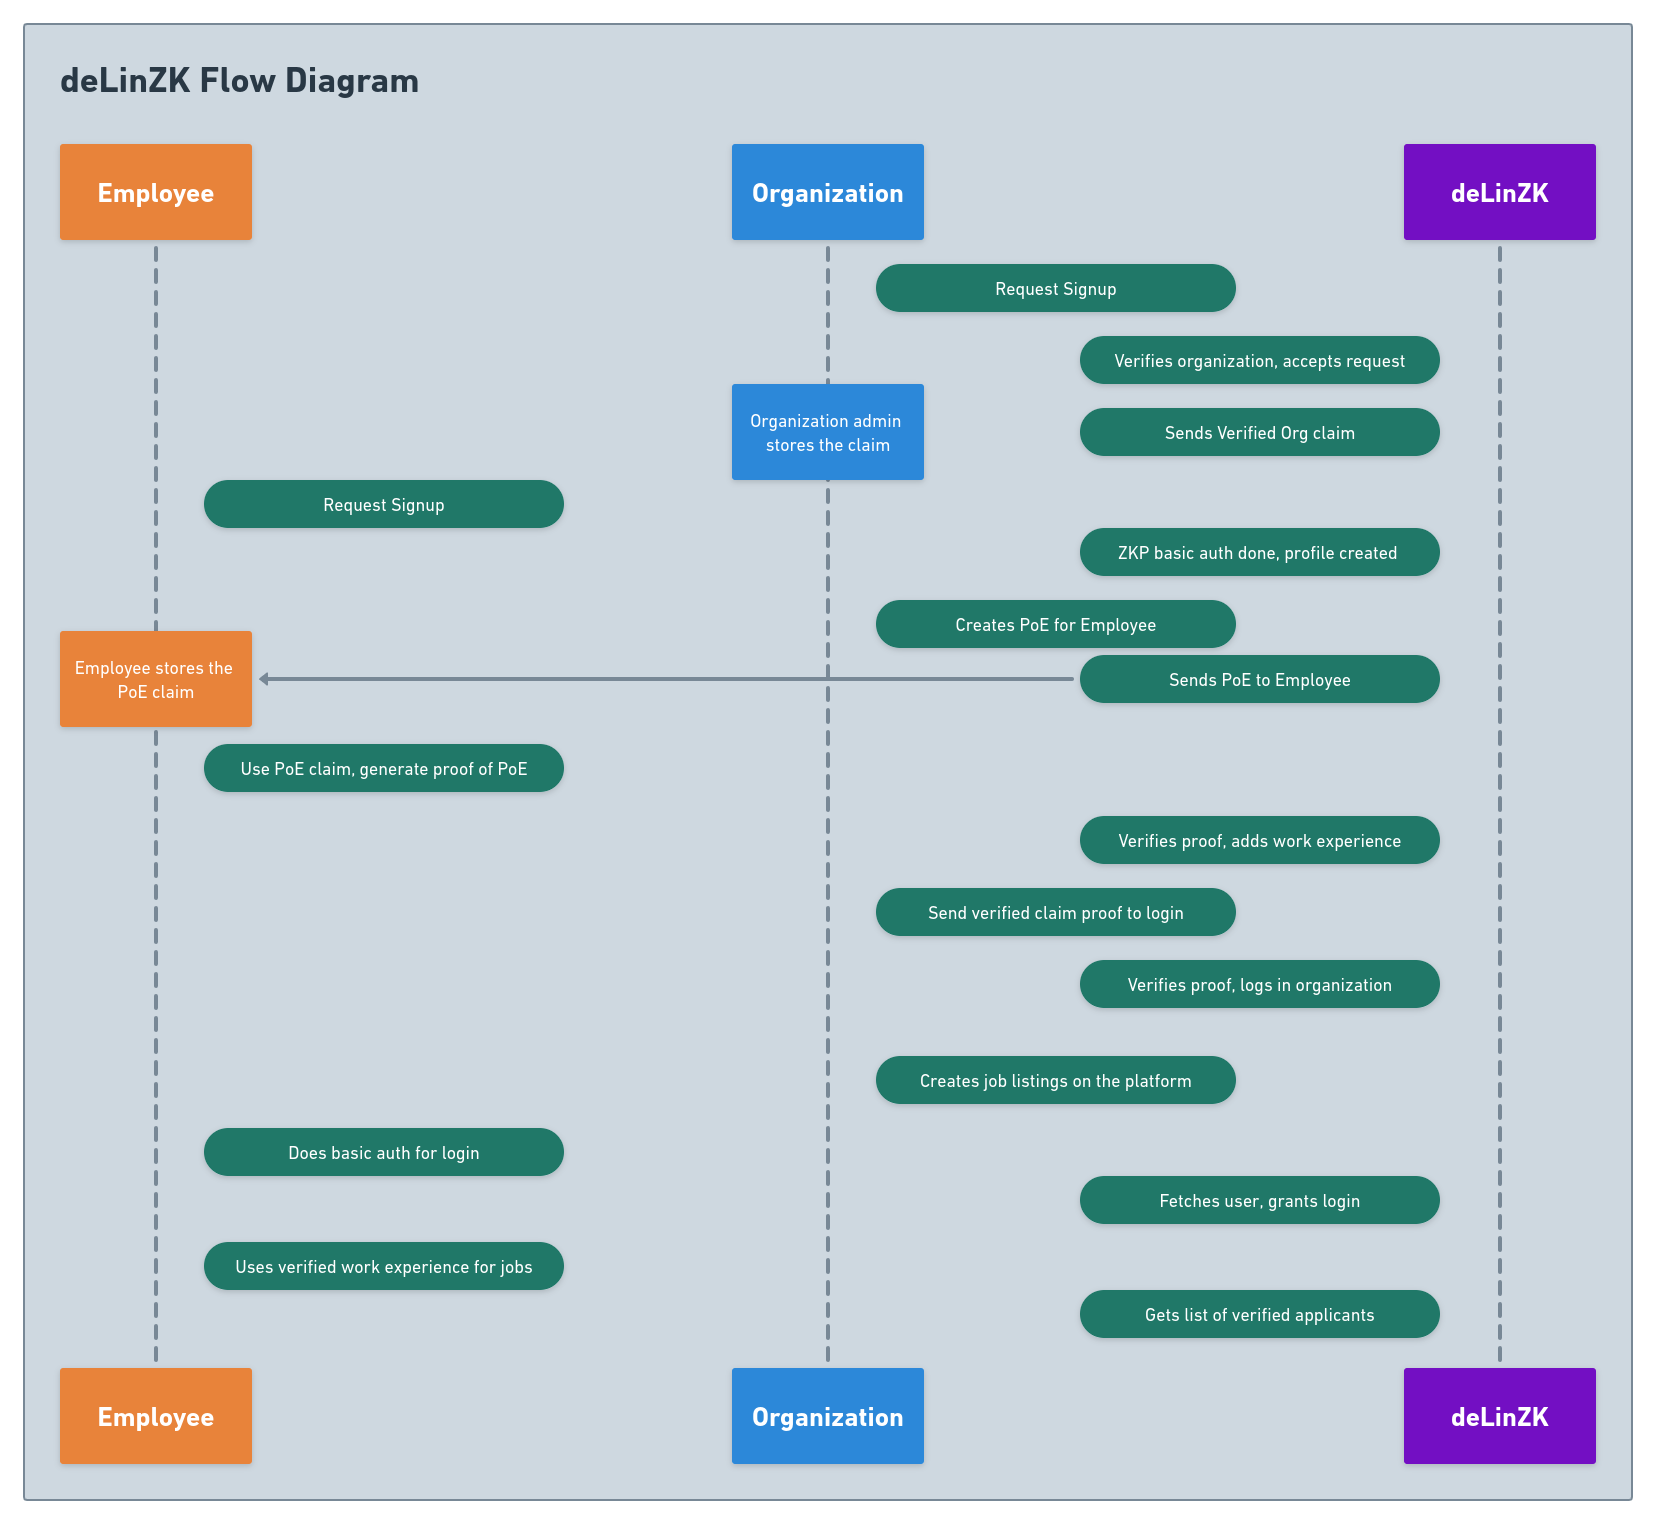 deLinZK Flow Diagram
Employee
Organization
deLinZK
Request Signup
Verifies organization, accepts request
Organization admin
stores the claim
Sends Verified Org claim
Request Signup
ZKP basic auth done, profile created
Creates PoE for Employee
Employee stores the
PoE claim
Sends PoE to Employee
Use PoE claim, generate proof of PoE
Verifies proof, adds work experience
Send verified claim proof to login
Verifies proof, logs in organization
Creates job listings on the platform
Does basic auth for login
Fetches user, grants login
Uses verified work experience for jobs
Gets list of verified applicants
Employee
Organization
deLinZK